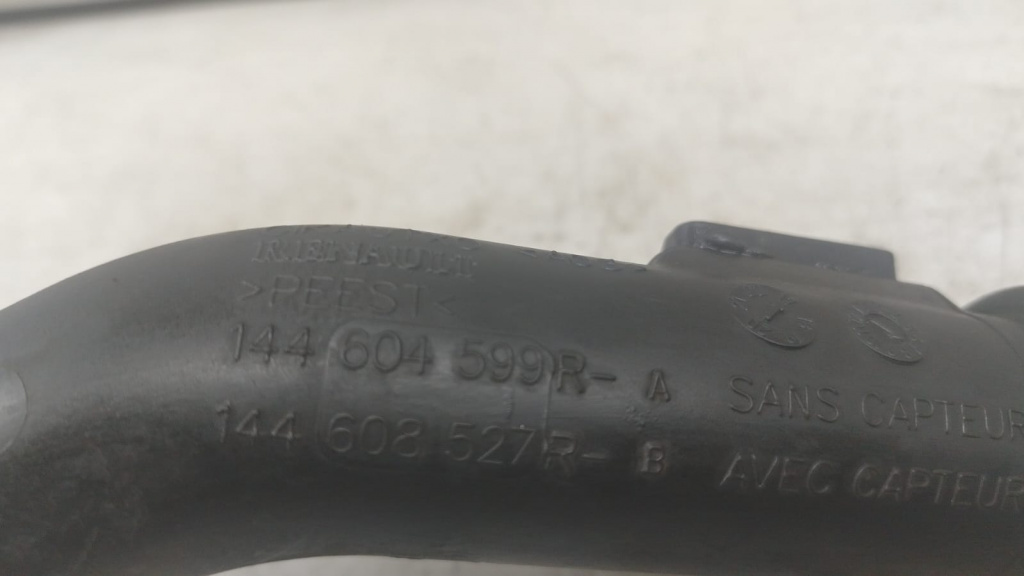 RENAULT
>PEEST<
144 604 599R- A SANS CAPTEUR
144 608 527R- B AVEC CAPTEUR